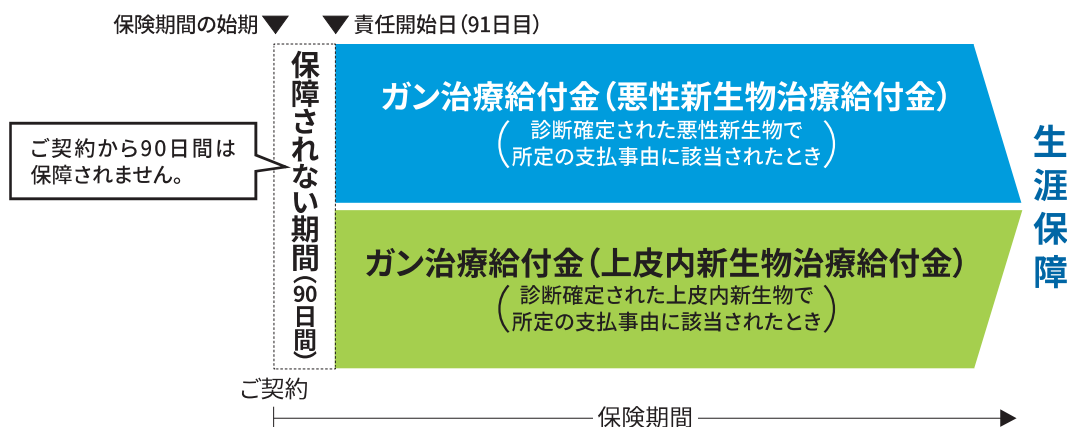 保険期間の始期▼ ▼責任開始日（91日目）
ご契約から90日間は
保障されません。
保障されない期間（90日間）
ガン治療給付金（悪性新生物治療給付金）
（診断確定された悪性新生物で
所定の支払事由に該当されたとき）
ガン治療給付金（上皮内新生物治療給付金）
（診断確定された上皮内新生物で
所定の支払事由に該当されたとき）
生涯保障
ご契約
保険期間